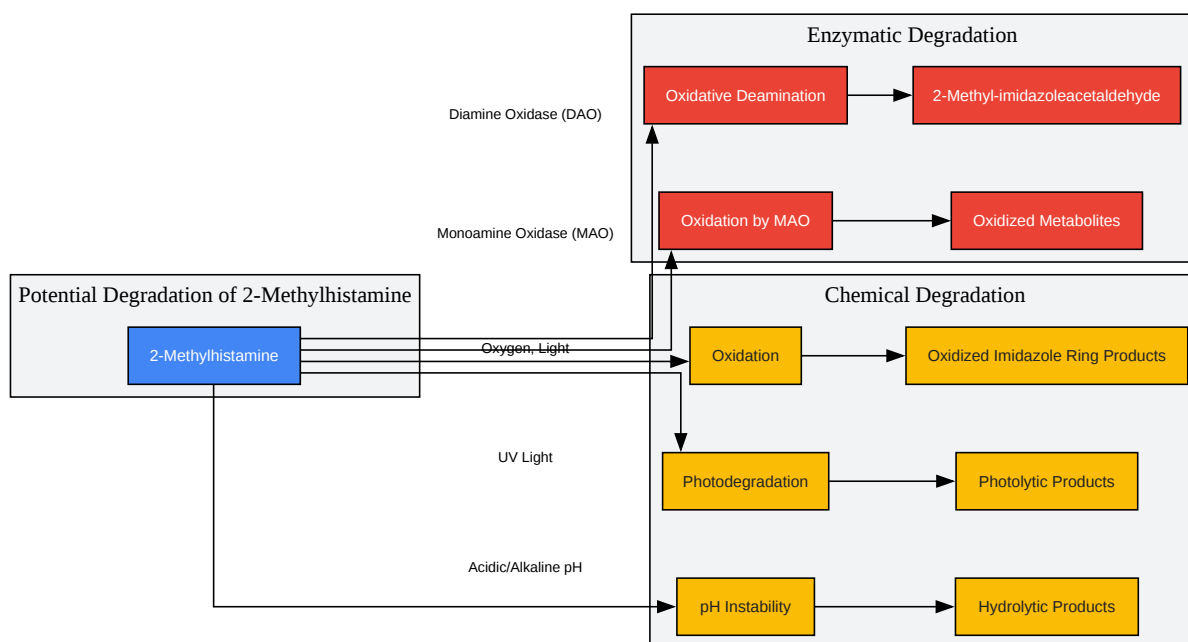 Enzymatic Degradation
Oxidative Deamination
2-Methyl-imidazoleacetaldehyde
Diamine Oxidase (DAO)
Oxidation by MAO
Oxidized Metabolites
Monoamine Oxidase (MAO)
Potential Degradation of 2-Methylhistamine
2-Methylhistamine
Chemical Degradation
Oxygen, Light
Oxidation
Oxidized Imidazole Ring Products
UV Light
Photodegradation
Photolytic Products
Acidic/Alkaline pH
pH Instability
Hydrolytic Products